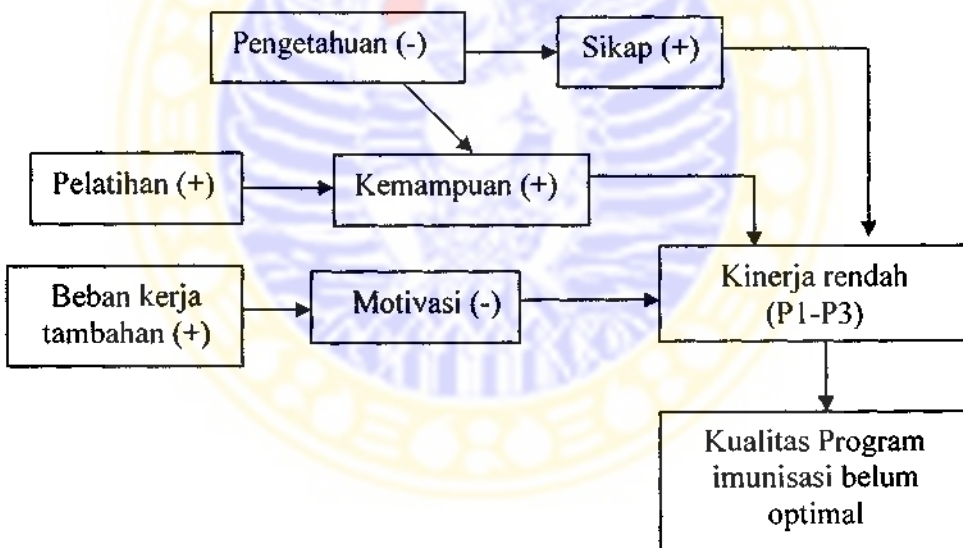 Pengetahuan (-)
Sikap (+)
Pelatihan (+)
Kemampuan (+)
Beban kerja
tambahan (+)
Motivasi (-)
Kinerja rendah
(P1-P3)
Kualitas Program
imunisasi belum
optimal